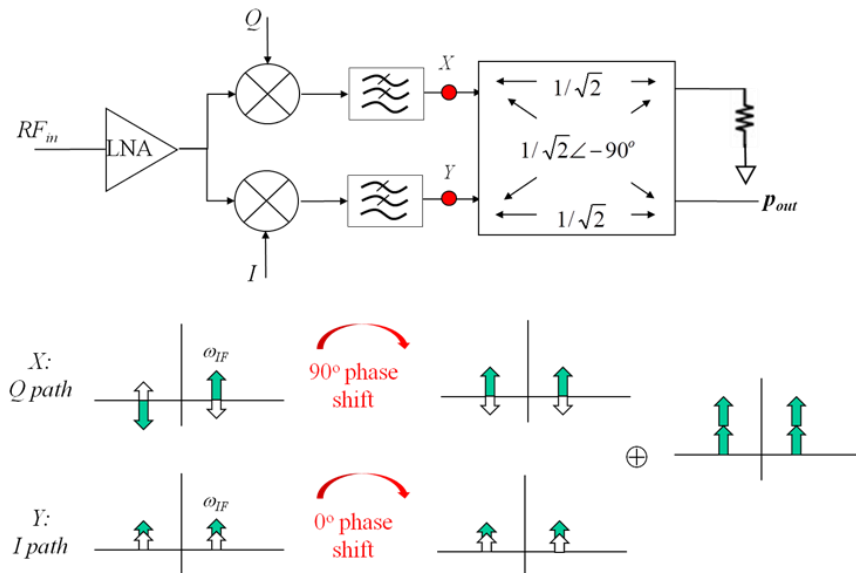 Q
X
1/√2
RF_in
LNA
1/√2∠−90°
Y
p_out
1/√2
I
X:
Q path
ω_IF
90° phase
shift
⊕
Y:
I path
ω_IF
0° phase
shift